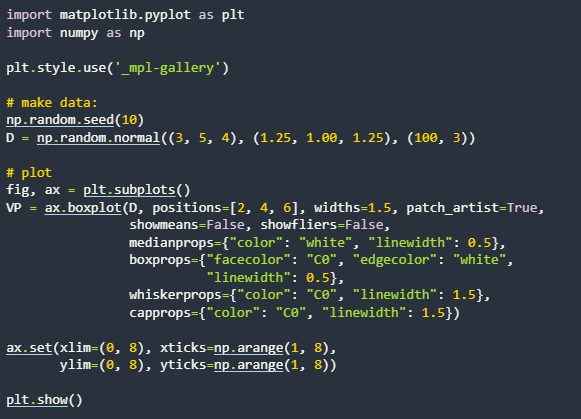 import matplotlib.pyplot as plt
import numpy as np

plt.style.use('_mpl-gallery')

# make data:
np.random.seed(10)
D = np.random.normal((3, 5, 4), (1.25, 1.00, 1.25), (100, 3))

# plot
fig, ax = plt.subplots()
VP = ax.boxplot(D, positions=[2, 4, 6], widths=1.5, patch_artist=True,
                showmeans=False, showfliers=False,
                medianprops={"color": "white", "linewidth": 0.5},
                boxprops={"facecolor": "C0", "edgecolor": "white",
                          "linewidth": 0.5},
                whiskerprops={"color": "C0", "linewidth": 1.5},
                capprops={"color": "C0", "linewidth": 1.5})

ax.set(xlim=(0, 8), xticks=np.arange(1, 8),
       ylim=(0, 8), yticks=np.arange(1, 8))

plt.show()